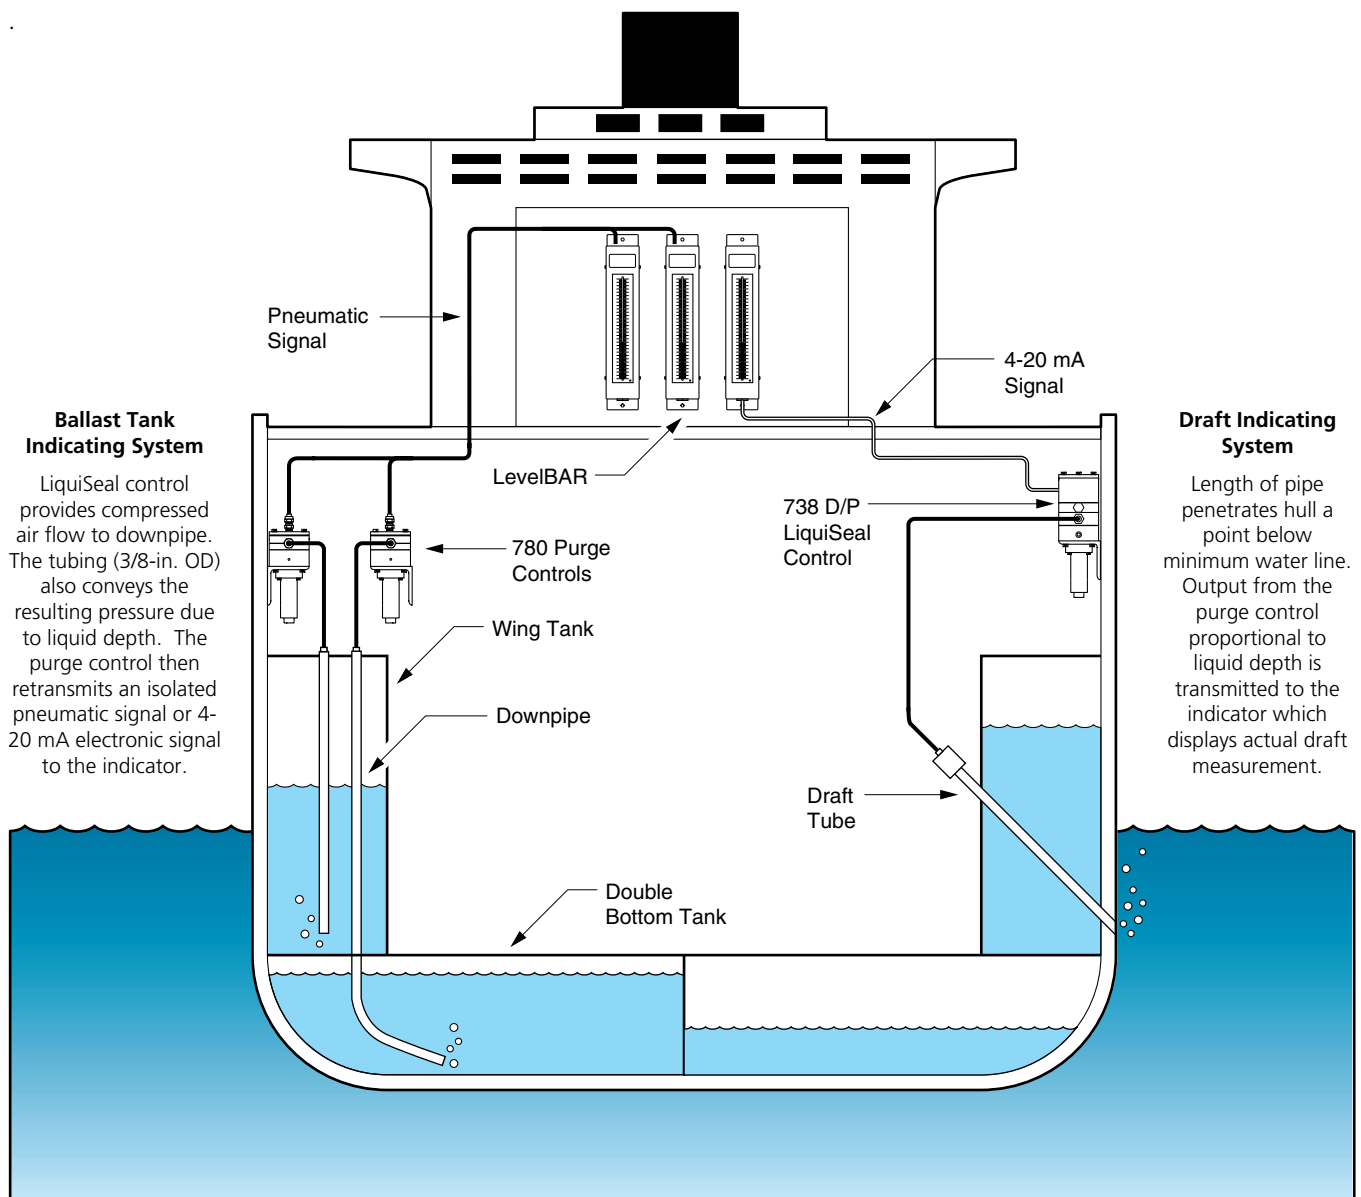 .
Pneumatic
Signal
4-20 mA
Signal
Ballast Tank
Indicating System
LiquiSeal control
provides compressed
air flow to downpipe.
The tubing (3/8-in. OD)
also conveys the
resulting pressure due
to liquid depth.  The
purge control then
retransmits an isolated
pneumatic signal or 4-
20 mA electronic signal
to the indicator.
LevelBAR
780 Purge
Controls
738 D/P
LiquiSeal
Control
Draft Indicating
System
Length of pipe
penetrates hull a
point below
minimum water line.
Output from the
purge control
proportional to
liquid depth is
transmitted to the
indicator which
displays actual draft
measurement.
Wing Tank
Downpipe
Draft
Tube
Double
Bottom Tank